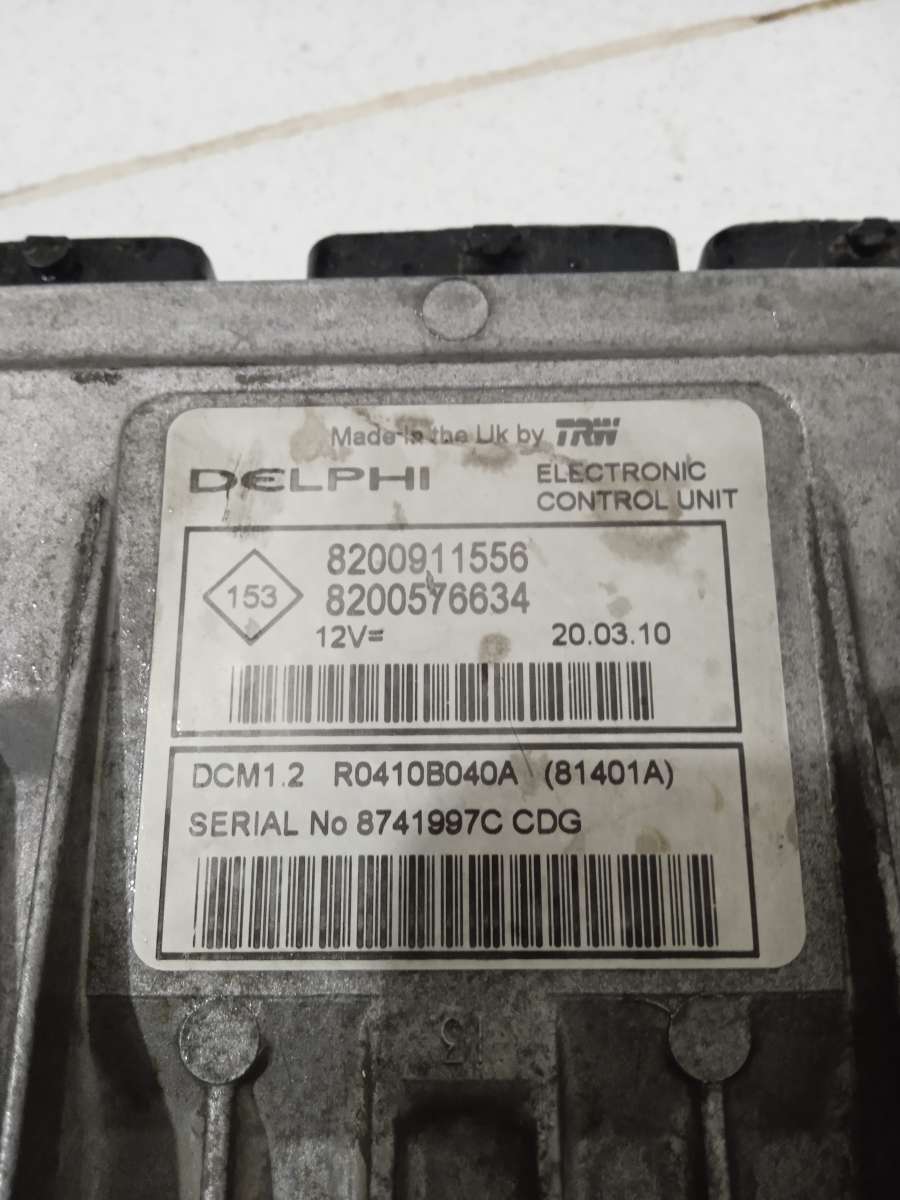 Made in the Uk by TRW
DELPHI
ELECTRONIC
CONTROL UNIT
153
8200911556
8200576634
12V=
20.03.10
DCM1.2 R0410B040A (81401A)
SERIAL No 8741997C CDG